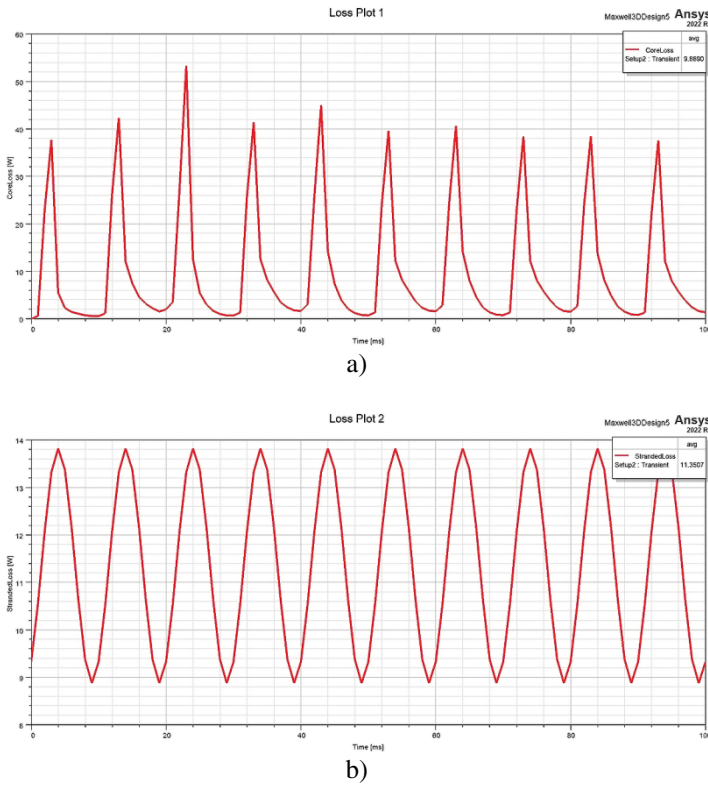 Loss Plot 1
Maxwell3DDesign5 Ansys
2022 R
avg
CoreLoss
Setup2 : Transient 9.8890
60
50
40
30
20
10
0
CoreLoss [W]
0 20 40 60 80 100
Time [ms]
a)
Loss Plot 2
Maxwell3DDesign5 Ansys
2022 R
avg
StrandedLoss
Setup2 : Transient 11.3507
14
13
12
11
10
9
8
StrandedLoss [W]
0 20 40 60 80 100
Time [ms]
b)